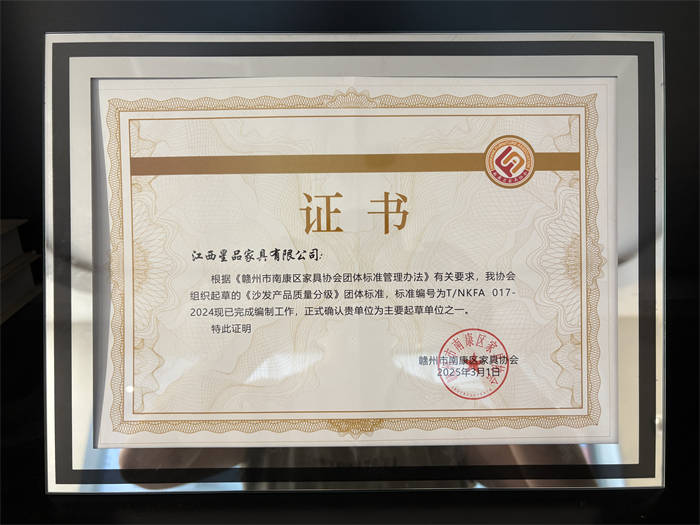 证书
江西星品家具有限公司：
根据《赣州市南康区家具协会团体标准管理办法》有关要求，我协会
组织起草的《沙发产品质量分级》团体标准，标准编号为T/NKFA 017-
2024现已完成编制工作，正式确认贵单位为主要起草单位之一。
特此证明
赣州市南康区家具协会
2025年3月1日